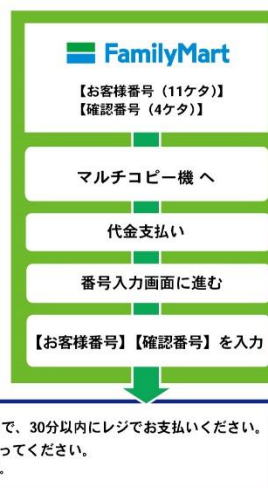 FamilyMart
【お客様番号（11ケタ）】
【確認番号（4ケタ）】
マルチコピー機 へ
代金支払い
番号入力画面に進む
【お客様番号】【確認番号】を入力
で、30分以内にレジでお支払いください。
ってください。
。